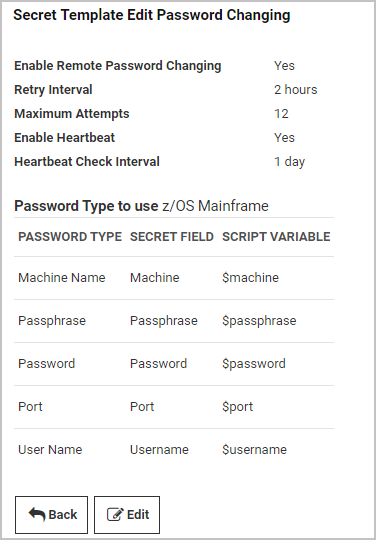 Secret Template Edit Password Changing
Enable Remote Password Changing Yes
Retry Interval 2 hours
Maximum Attempts 12
Enable Heartbeat Yes
Heartbeat Check Interval 1 day
Password Type to use z/OS Mainframe
PASSWORD TYPE SECRET FIELD SCRIPT VARIABLE
Machine Name Machine $machine
Passphrase Passphrase $passphrase
Password Password $password
Port Port $port
User Name Username $username
Back Edit